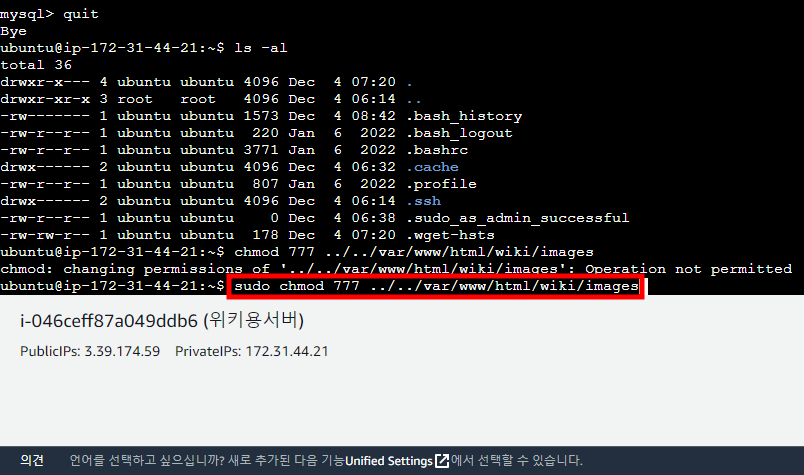 mysql> quit
Bye
ubuntu@ip-172-31-44-21:~$ ls -al
total 36
drwxr-x--- 4 ubuntu ubuntu 4096 Dec  4 07:20 .
drwxr-xr-x 3 root   root   4096 Dec  4 06:14 ..
-rw------- 1 ubuntu ubuntu 1573 Dec  4 08:42 .bash_history
-rw-r--r-- 1 ubuntu ubuntu  220 Jan  6  2022 .bash_logout
-rw-r--r-- 1 ubuntu ubuntu 3771 Jan  6  2022 .bashrc
drwx------ 2 ubuntu ubuntu 4096 Dec  4 06:32 .cache
-rw-r--r-- 1 ubuntu ubuntu  807 Jan  6  2022 .profile
drwx------ 2 ubuntu ubuntu 4096 Dec  4 06:14 .ssh
-rw-r--r-- 1 ubuntu ubuntu    0 Dec  4 06:38 .sudo_as_admin_successful
-rw-rw-r-- 1 ubuntu ubuntu  178 Dec  4 07:20 .wget-hsts
ubuntu@ip-172-31-44-21:~$ chmod 777 ../../var/www/html/wiki/images
chmod: changing permissions of '../../var/www/html/wiki/images': Operation not permitted
ubuntu@ip-172-31-44-21:~$ sudo chmod 777 ../../var/www/html/wiki/images
i-046ceff87a049ddb6 (위키용서버)
PublicIPs: 3.39.174.59 PrivateIPs: 172.31.44.21
의견 언어를 선택하고 싶으십니까? 새로 추가된 다음 기능Unified Settings에서 선택할 수 있습니다.